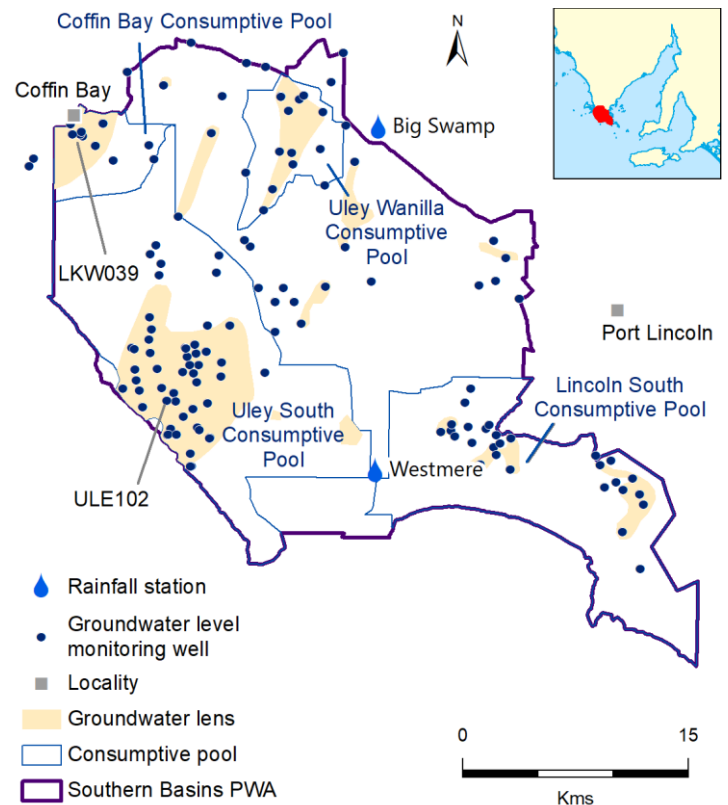 Coffin Bay Consumptive Pool
N
Coffin Bay
Big Swamp
Uley Wanilla
Consumptive
Pool
LKW039
Port Lincoln
Lincoln South
Consumptive Pool
Uley South
Consumptive
Pool
Westmere
ULE102
Rainfall station
Groundwater level
monitoring well
Locality
Groundwater lens
Consumptive pool
Southern Basins PWA
0
15
Kms